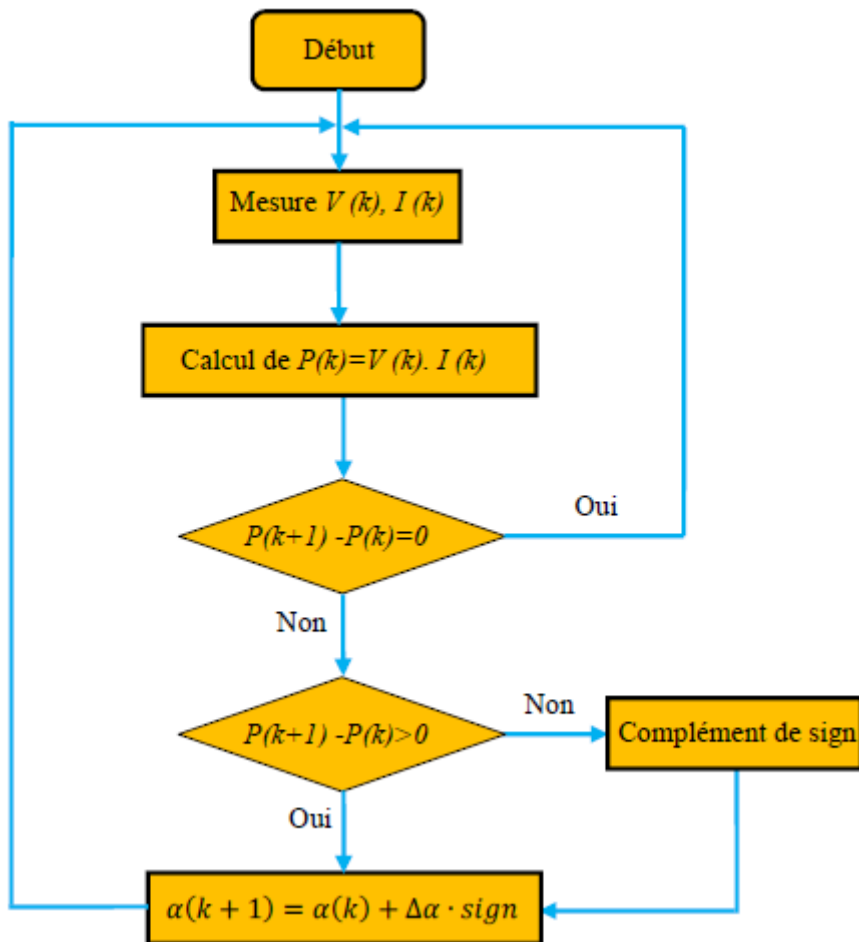 Début
Mesure V (k), I (k)
Calcul de P(k)=V (k). I (k)
P(k+1) -P(k)=0
Oui
Non
P(k+1) -P(k)>0
Non
Complément de sign
Oui
α(k + 1) = α(k) + Δα · sign